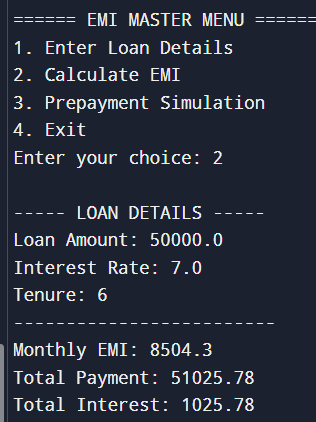 ====== EMI MASTER MENU ======
1. Enter Loan Details
2. Calculate EMI
3. Prepayment Simulation
4. Exit
Enter your choice: 2
----- LOAN DETAILS -----
Loan Amount: 50000.0
Interest Rate: 7.0
Tenure: 6
------------------------
Monthly EMI: 8504.3
Total Payment: 51025.78
Total Interest: 1025.78